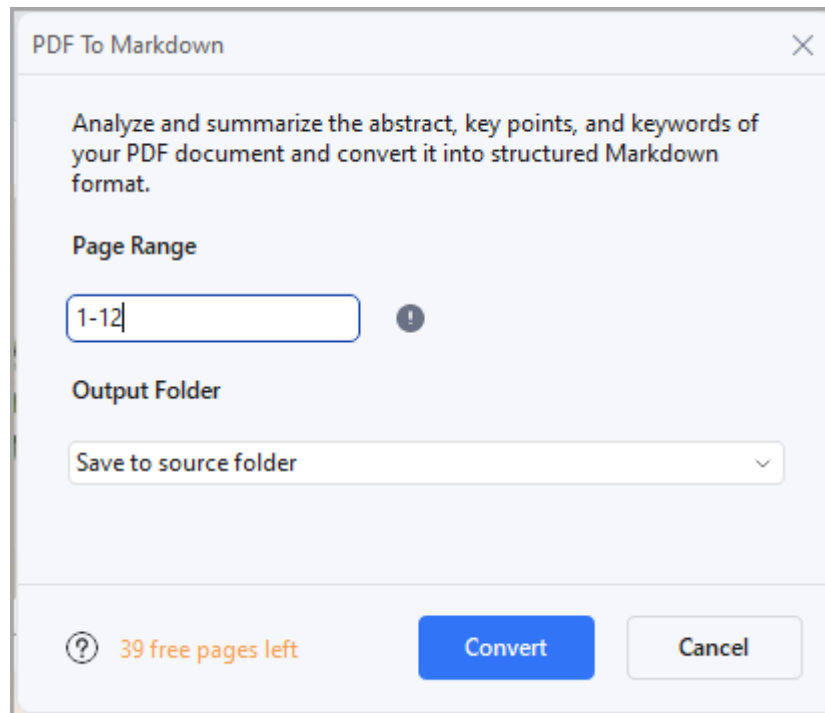 PDF To Markdown
Analyze and summarize the abstract, key points, and keywords of
your PDF document and convert it into structured Markdown
format.
Page Range
1-12
Output Folder
Save to source folder
39 free pages left
Convert
Cancel